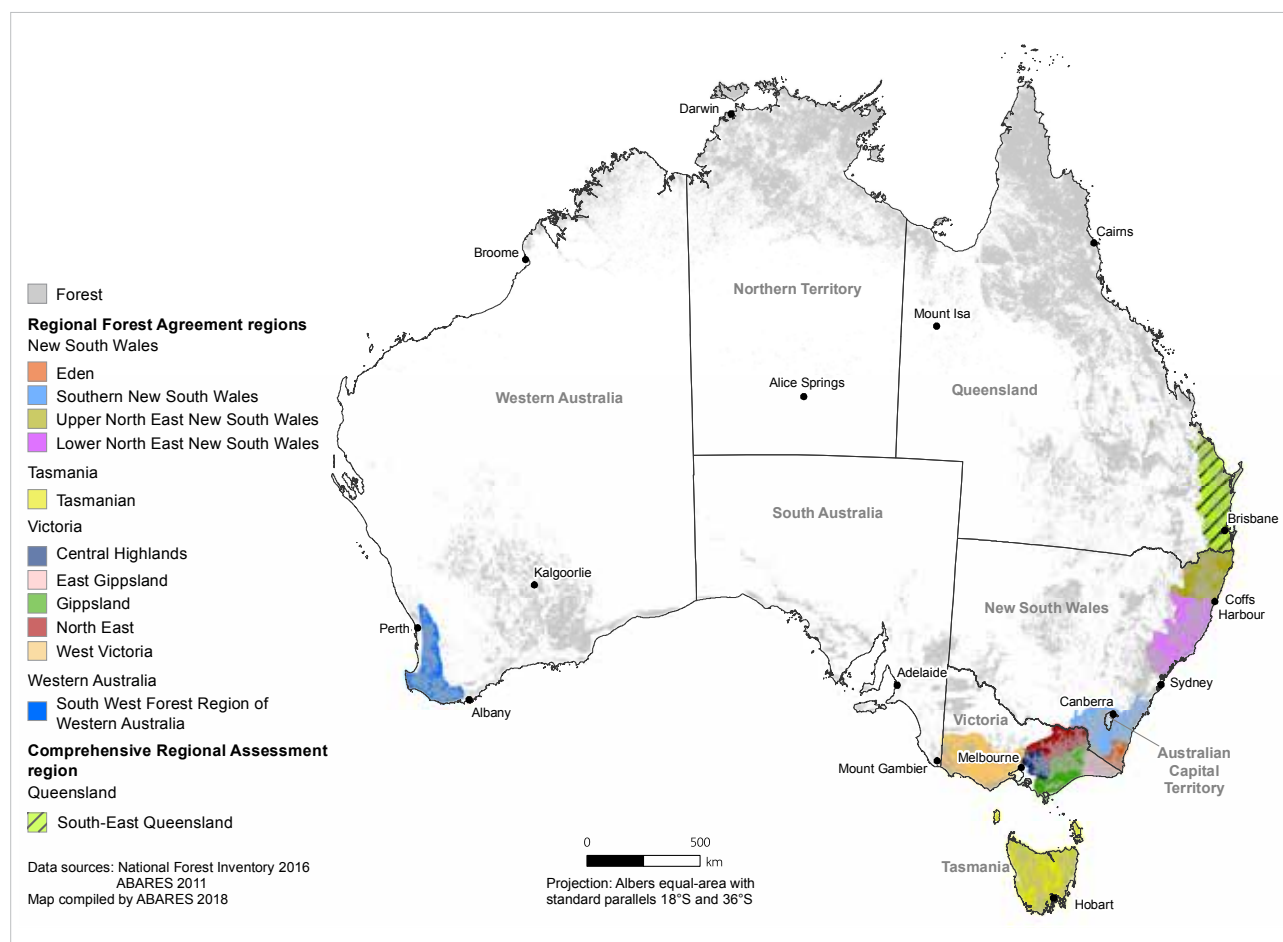 Darwin
Cairns
Broome
Northern Territory
Mount Isa
Alice Springs
Western Australia
Queensland
South Australia
Brisbane
Kalgoorlie
New South Wales
Coffs
Harbour
Perth
Adelaide
Sydney
Albany
Canberra
Victoria
Melbourne
Mount Gambier
Australian
Capital
Territory
Tasmania
Hobart
Forest
Regional Forest Agreement regions
New South Wales
Eden
Southern New South Wales
Upper North East New South Wales
Lower North East New South Wales
Tasmania
Tasmanian
Victoria
Central Highlands
East Gippsland
Gippsland
North East
West Victoria
Western Australia
South West Forest Region of
Western Australia
Comprehensive Regional Assessment
region
Queensland
South-East Queensland
Data sources: National Forest Inventory 2016
ABARES 2011
Map compiled by ABARES 2018
0 500
km
Projection: Albers equal-area with
standard parallels 18°S and 36°S